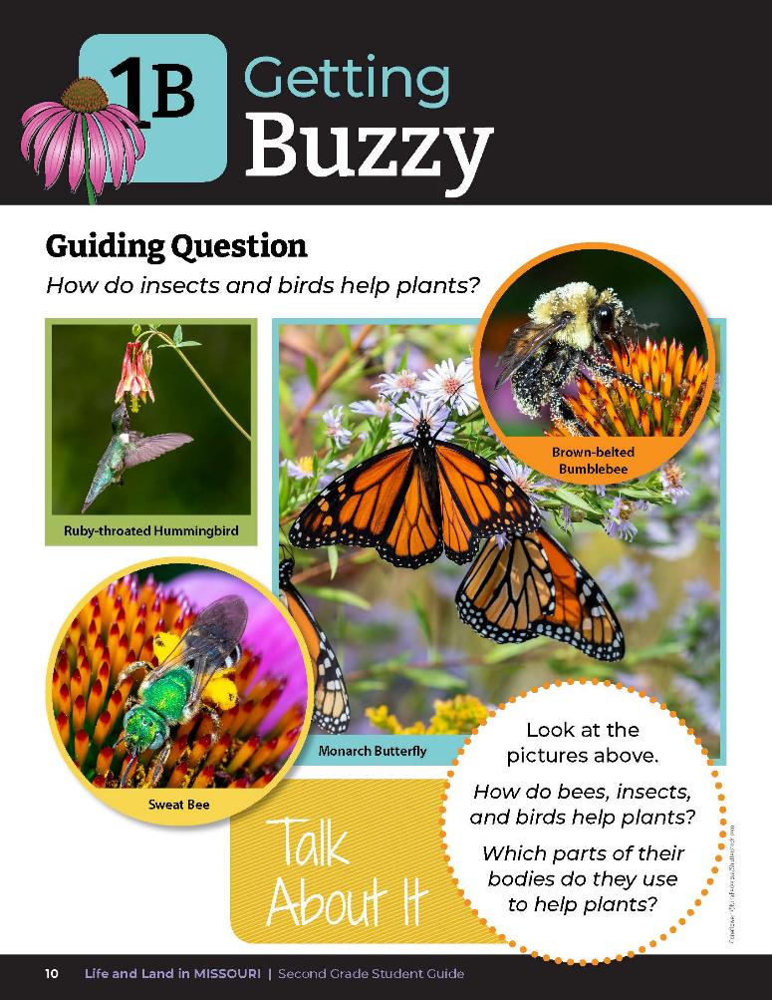 1B
Getting
Buzzy
Guiding Question
How do insects and birds help plants?
Brown-belted
Bumblebee
Ruby-throated Hummingbird
Monarch Butterfly
Sweat Bee
Talk
About It
Look at the
pictures above.
How do bees, insects,
and birds help plants?
Which parts of their
bodies do they use
to help plants?
10 Life and Land in MISSOURI | Second Grade Student Guide